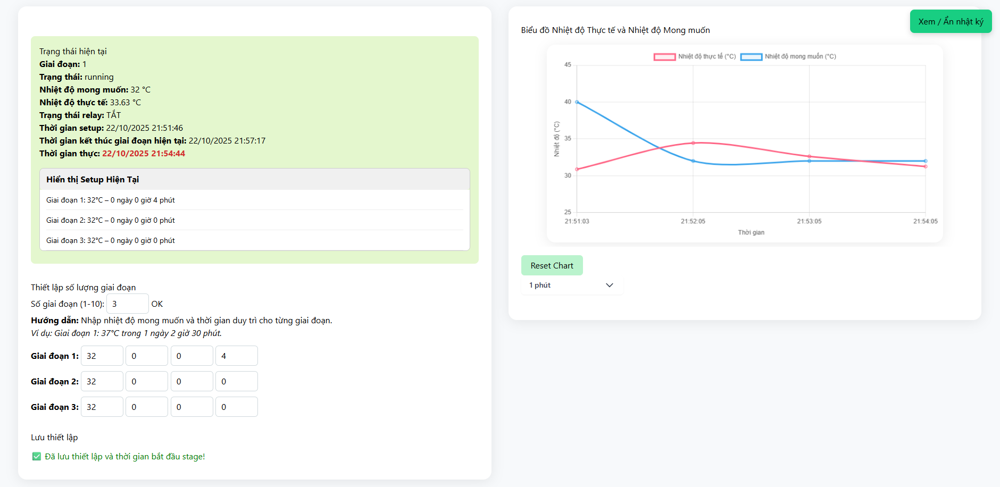 Trạng thái hiện tại
Giai đoạn: 1
Trạng thái: running
Nhiệt độ mong muốn: 32 °C
Nhiệt độ thực tế: 33.63 °C
Trạng thái relay: TẮT
Thời gian setup: 22/10/2025 21:51:46
Thời gian kết thúc giai đoạn hiện tại: 22/10/2025 21:57:17
Thời gian thực: 22/10/2025 21:54:44
Hiển thị Setup Hiện Tại
Giai đoạn 1: 32°C – 0 ngày 0 giờ 4 phút
Giai đoạn 2: 32°C – 0 ngày 0 giờ 0 phút
Giai đoạn 3: 32°C – 0 ngày 0 giờ 0 phút
Thiết lập số lượng giai đoạn
Số giai đoạn (1-10): 3 OK
Hướng dẫn: Nhập nhiệt độ mong muốn và thời gian duy trì cho từng giai đoạn.
Ví dụ: Giai đoạn 1: 37°C trong 1 ngày 2 giờ 30 phút.
Giai đoạn 1: 32 0 0 4
Giai đoạn 2: 32 0 0 0
Giai đoạn 3: 32 0 0 0
Lưu thiết lập
✅ Đã lưu thiết lập và thời gian bắt đầu stage!
Xem / Ẩn nhật ký
Biểu đồ Nhiệt độ Thực tế và Nhiệt độ Mong muốn
Nhiệt độ thực tế (°C) Nhiệt độ mong muốn (°C)
45
40
35
30
25
Nhiệt độ (°C)
21:51:03 21:52:05 21:53:05 21:54:05
Thời gian
Reset Chart
1 phút